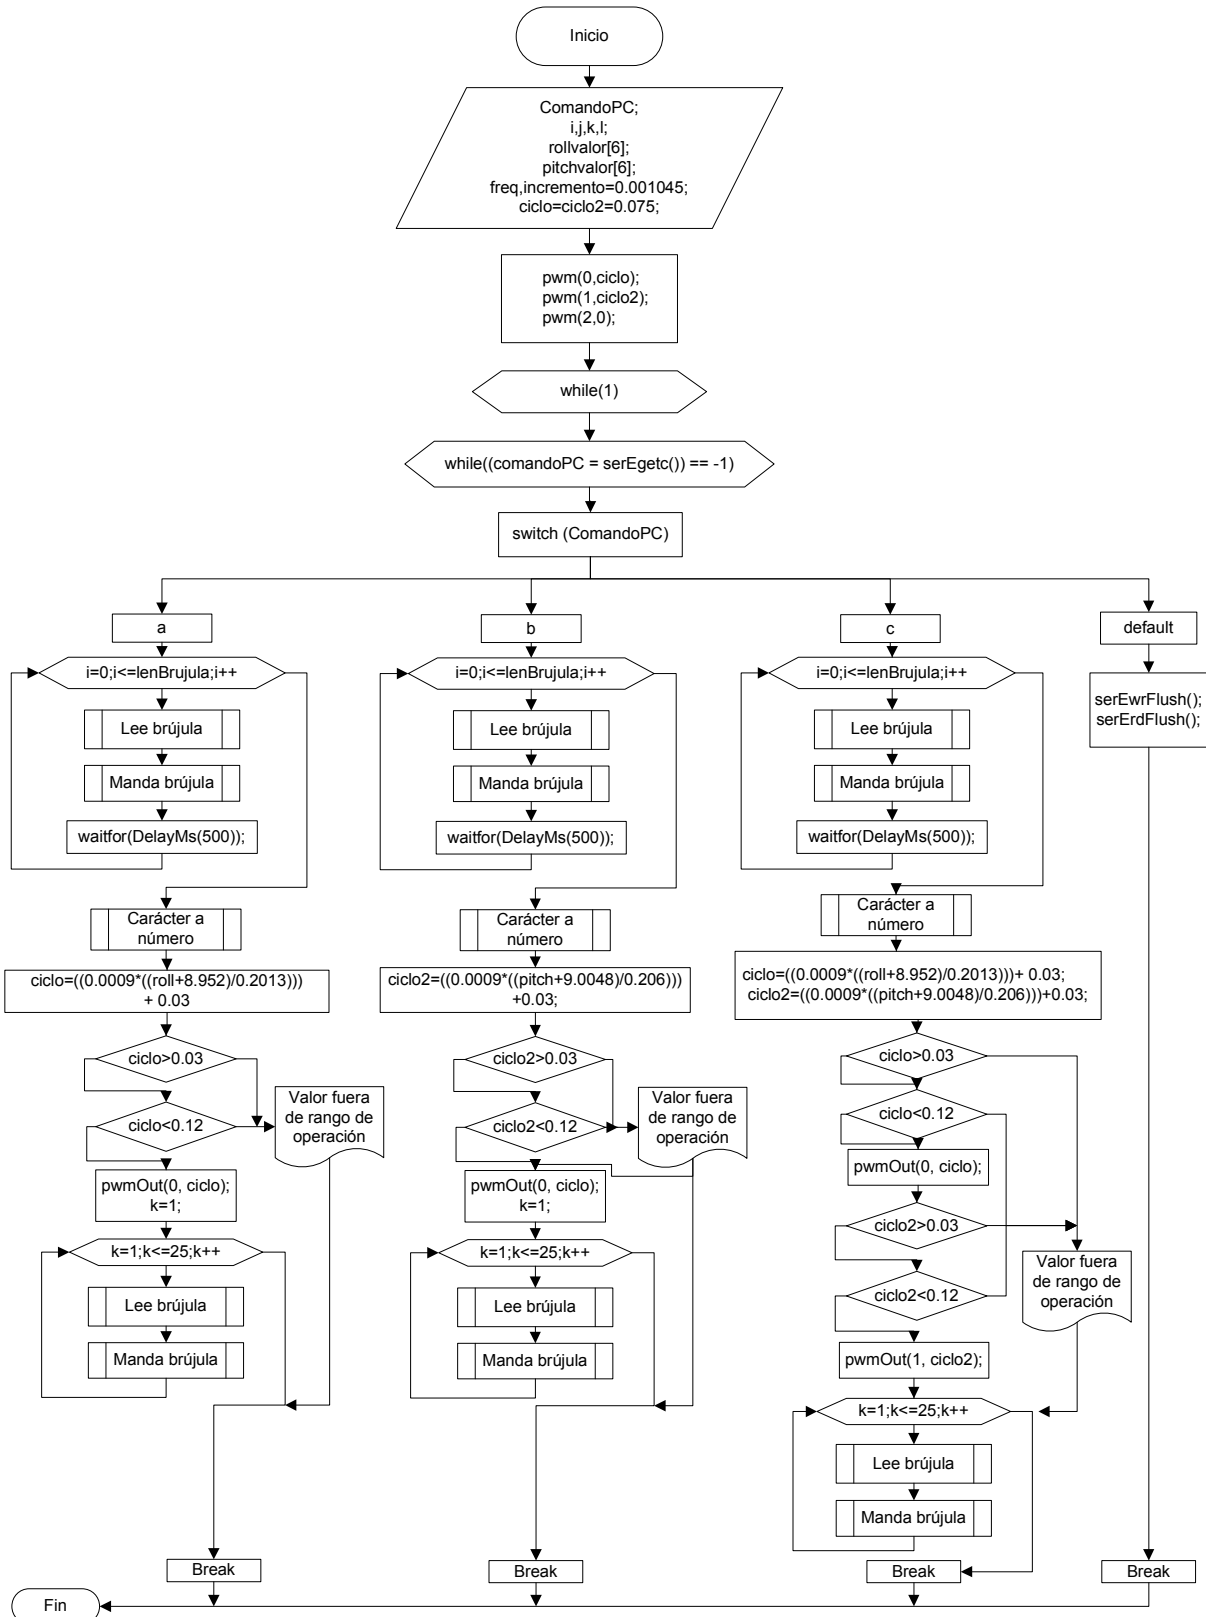 Inicio
ComandoPC;
i,j,k,l;
rollvalor[6];
pitchvalor[6];
freq,incremento=0.001045;
ciclo=ciclo2=0.075;
pwm(0,ciclo);
pwm(1,ciclo2);
pwm(2,0);
while(1)
while((comandoPC = serEgetc()) == -1)
switch (ComandoPC)
a
i=0;i<=lenBrujula;i++
Lee brújula
Manda brújula
waitfor(DelayMs(500));
Carácter a
número
ciclo=((0.0009*((roll+8.952)/0.2013)))
+ 0.03
ciclo>0.03
ciclo<0.12
Valor fuera
de rango de
operación
pwmOut(0, ciclo);
k=1;
k=1;k<=25;k++
Lee brújula
Manda brújula
Break
b
i=0;i<=lenBrujula;i++
Lee brújula
Manda brújula
waitfor(DelayMs(500));
Carácter a
número
ciclo2=((0.0009*((pitch+9.0048)/0.206)))
+0.03;
ciclo2>0.03
ciclo2<0.12
Valor fuera
de rango de
operación
pwmOut(0, ciclo);
k=1;
k=1;k<=25;k++
Lee brújula
Manda brújula
Break
c
i=0;i<=lenBrujula;i++
Lee brújula
Manda brújula
waitfor(DelayMs(500));
Carácter a
número
ciclo=((0.0009*((roll+8.952)/0.2013)))+ 0.03;
ciclo2=((0.0009*((pitch+9.0048)/0.206)))+0.03;
ciclo>0.03
ciclo<0.12
pwmOut(0, ciclo);
ciclo2>0.03
ciclo2<0.12
Valor fuera
de rango de
operación
pwmOut(1, ciclo2);
k=1;k<=25;k++
Lee brújula
Manda brújula
Break
default
serEwrFlush();
serErdFlush();
Break
Fin